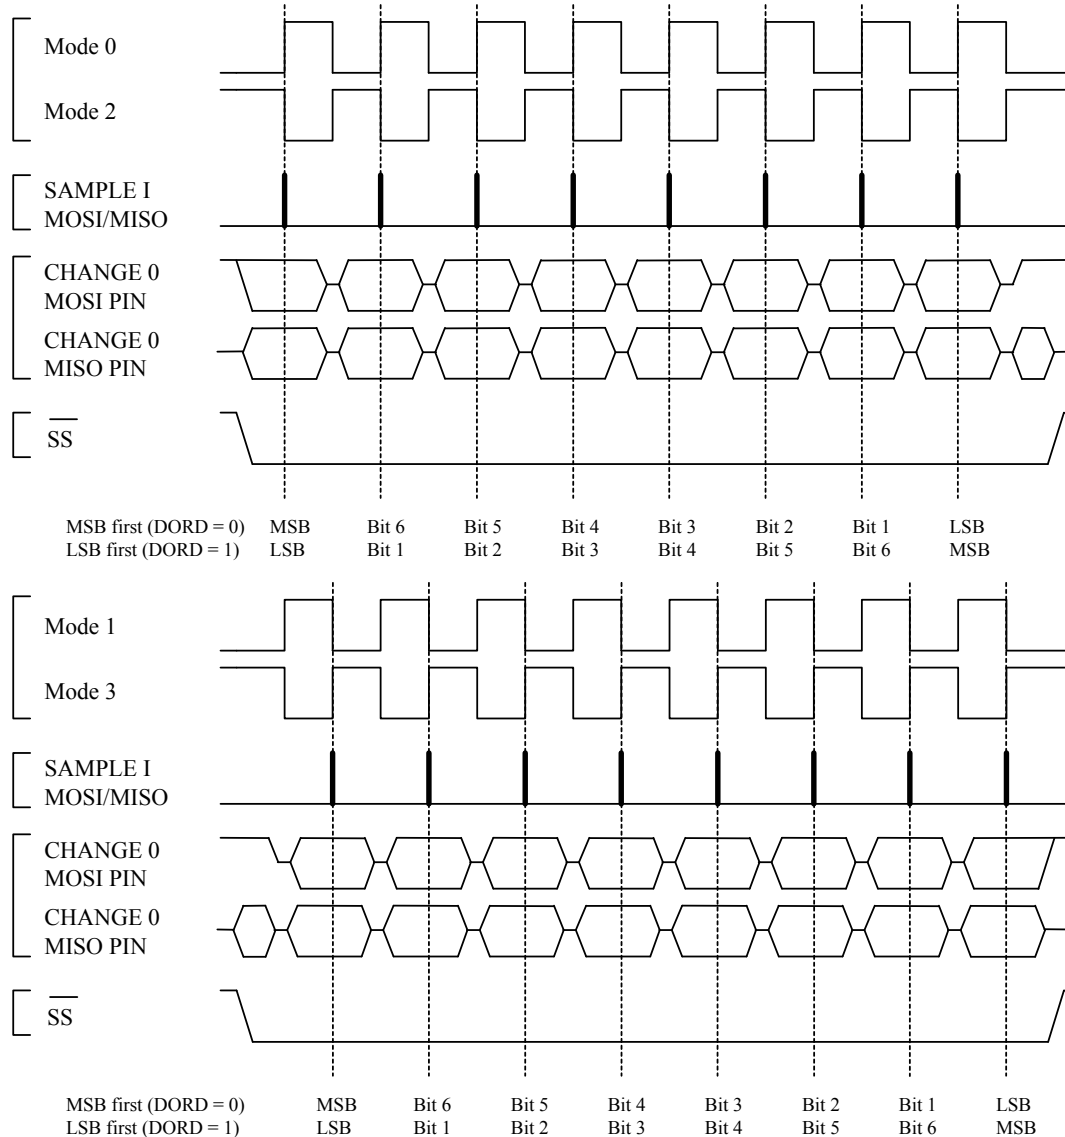 Mode 0
Mode 2
SAMPLE I
MOSI/MISO
CHANGE 0
MOSI PIN
CHANGE 0
MISO PIN
SS
MSB first (DORD = 0) MSB Bit 6 Bit 5 Bit 4 Bit 3 Bit 2 Bit 1 LSB
LSB first (DORD = 1) LSB Bit 1 Bit 2 Bit 3 Bit 4 Bit 5 Bit 6 MSB
Mode 1
Mode 3
SAMPLE I
MOSI/MISO
CHANGE 0
MOSI PIN
CHANGE 0
MISO PIN
SS
MSB first (DORD = 0) MSB Bit 6 Bit 5 Bit 4 Bit 3 Bit 2 Bit 1 LSB
LSB first (DORD = 1) LSB Bit 1 Bit 2 Bit 3 Bit 4 Bit 5 Bit 6 MSB